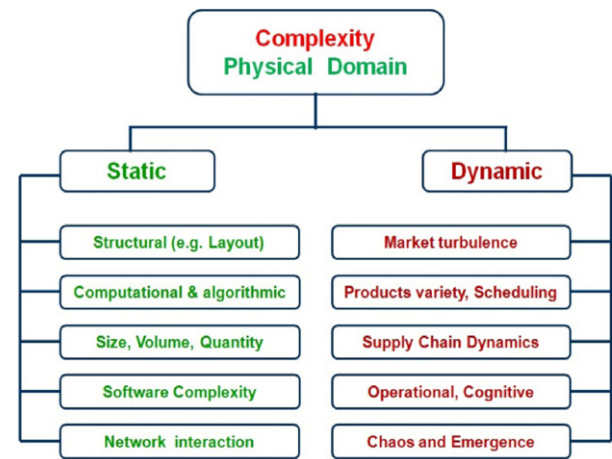 Complexity
Physical Domain
Static
Dynamic
Structural (e.g. Layout)
Market turbulence
Computational & algorithmic
Products variety, Scheduling
Size, Volume, Quantity
Supply Chain Dynamics
Software Complexity
Operational, Cognitive
Network interaction
Chaos and Emergence